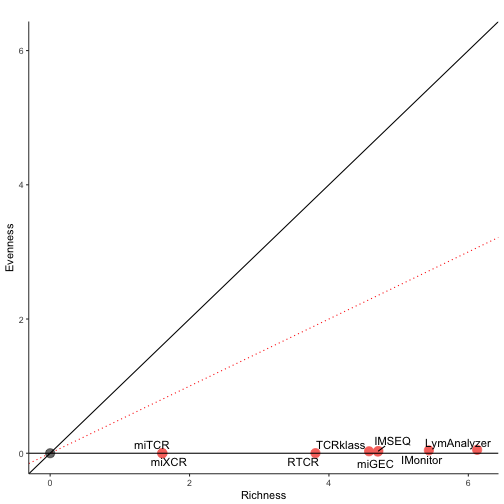 6
4
2
0
Evenness
miTCR
miXCR
RTCR
TCRklass
IMSEQ
miGEC
IMonitor
LymAnalyzer
0 2 4 6
Richness